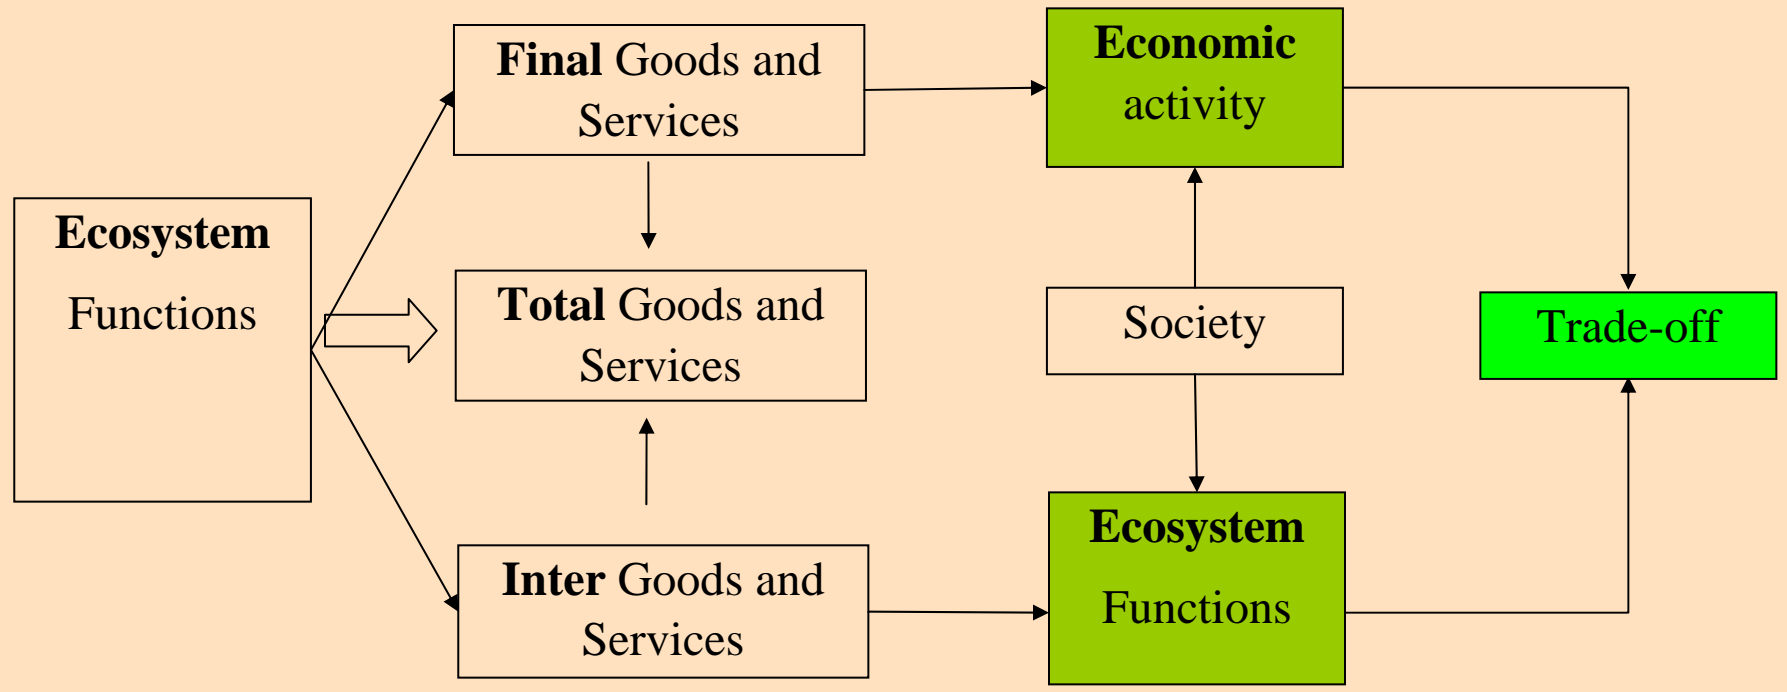 Ecosystem
Functions
Final Goods and
Services
Total Goods and
Services
Inter Goods and
Services
Economic
activity
Society
Ecosystem
Functions
Trade-off